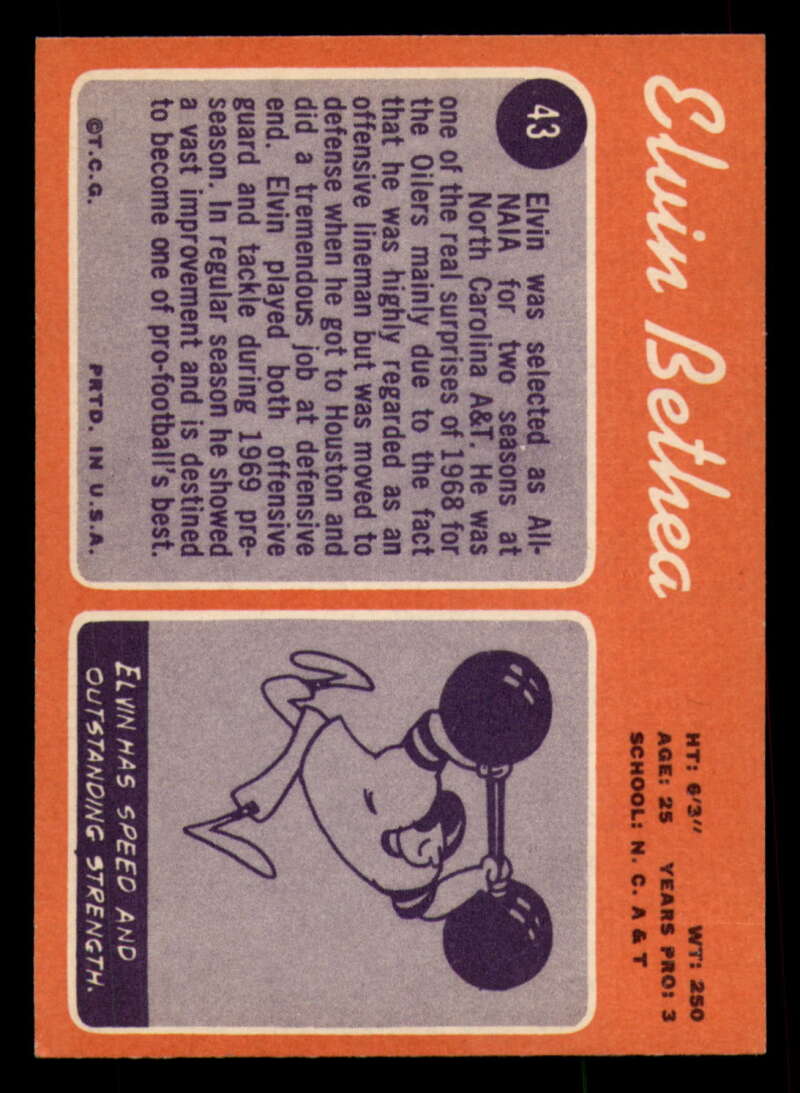 Elvin Bethea
HT: 6'3" WT: 250
AGE: 25 YEARS PRO: 3
SCHOOL: N. C. A & T
43
Elvin was selected as All-
NAIA for two seasons at
North Carolina A&T. He was
one of the real surprises of 1968 for
the Oilers mainly due to the fact
that he was highly regarded as an
offensive lineman but was moved to
defense when he got to Houston and
did a tremendous job at defensive
end. Elvin played both offensive
guard and tackle during 1969 pre-
season. In regular season he showed
a vast improvement and is destined
to become one of pro-football's best.
©T.C.G. PRTD. IN U.S.A.
ELVIN HAS SPEED AND
OUTSTANDING STRENGTH.